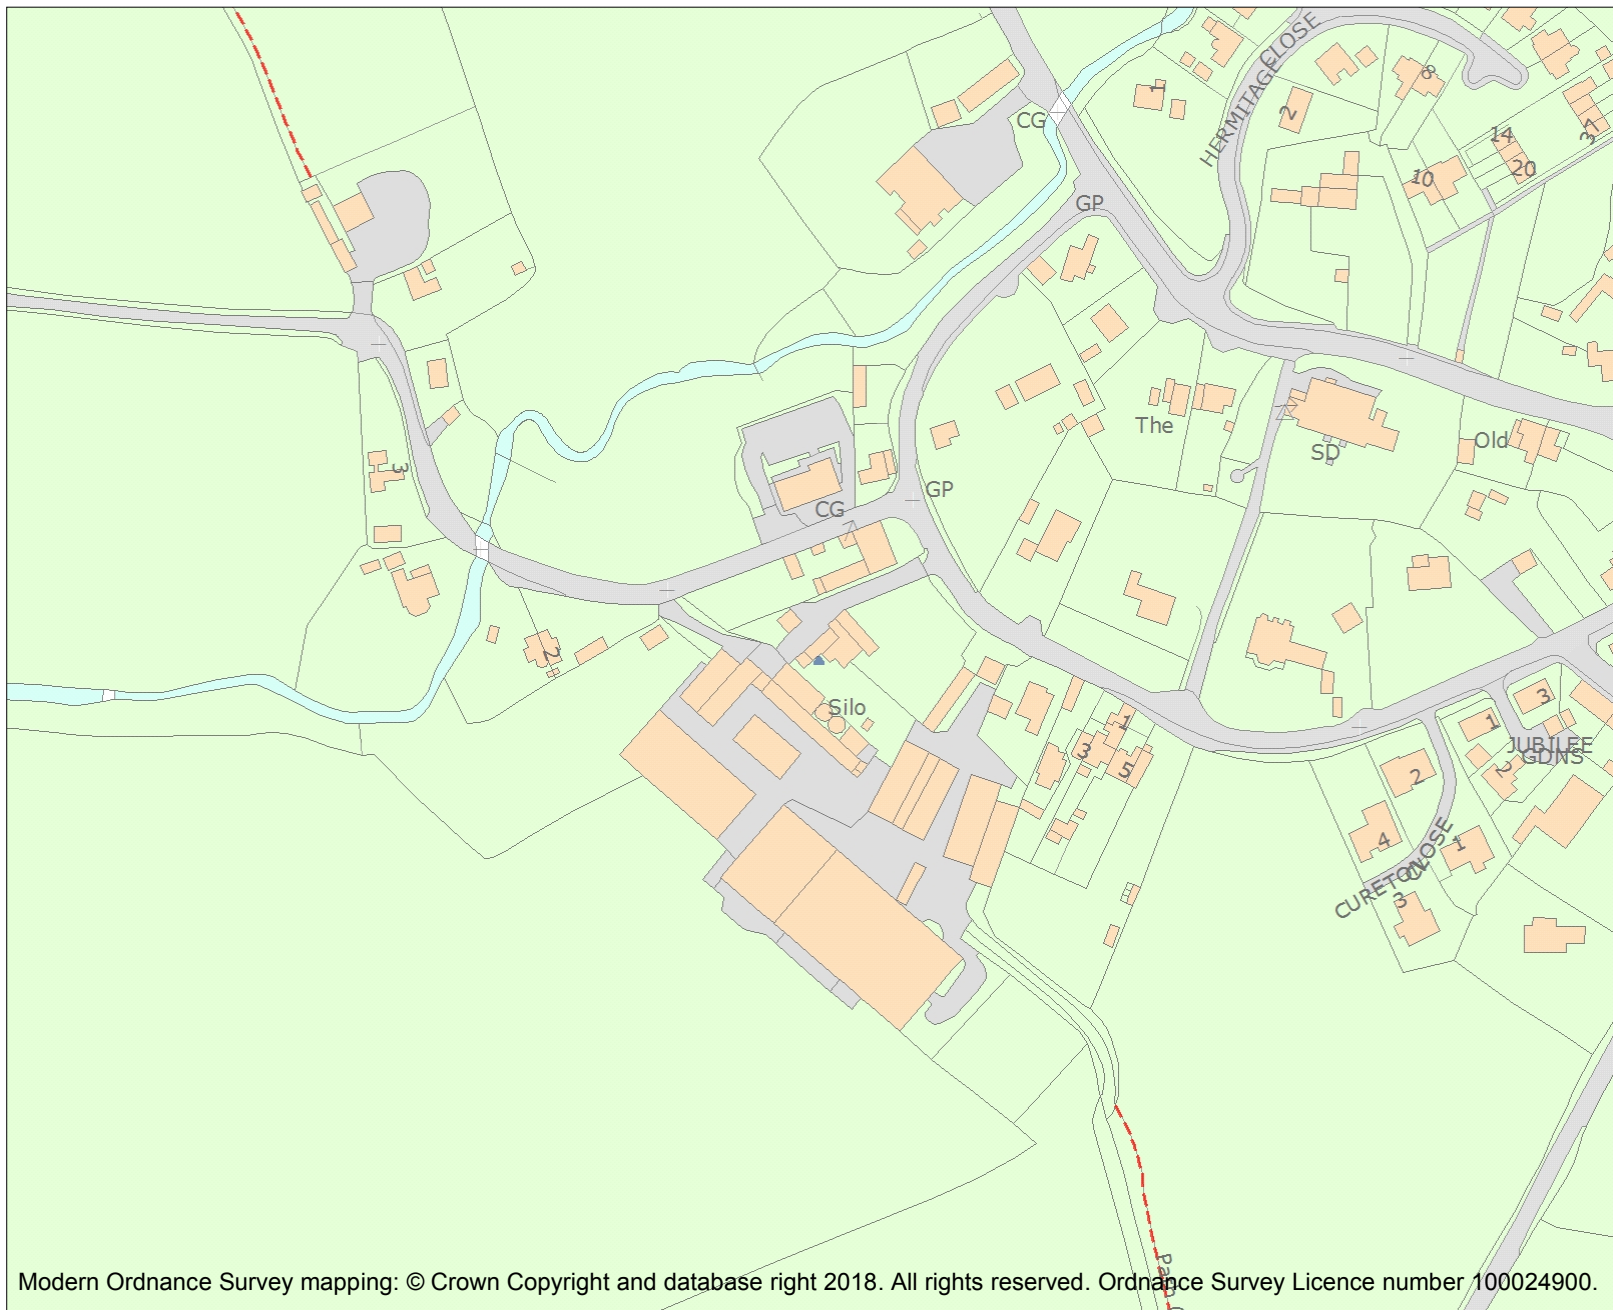 HERMITAGE CLOSE
8
1
2
CG
14
37
20
10
GP
The
Old
SD
3
GP
CG
2
Silo
1
3
5
3
1
JUBILEE
GDNS
2
2
4
1
CURETON CLOSE
3
Modern Ordnance Survey mapping: © Crown Copyright and database right 2018. All rights reserved. Ordnance Survey Licence number 100024900.